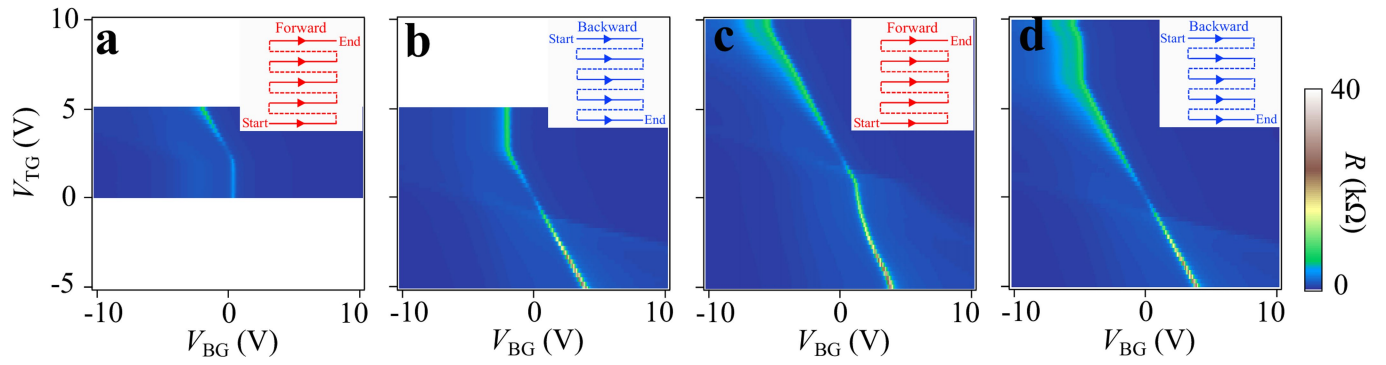 a
Forward
End
Start
b
Backward
Start
End
c
Forward
End
Start
d
Backward
Start
End
10
5
0
-5
V_TG (V)
-10 0 10
-10 0 10
-10 0 10
-10 0 10
V_BG (V)
V_BG (V)
V_BG (V)
V_BG (V)
40
0
R (kΩ)